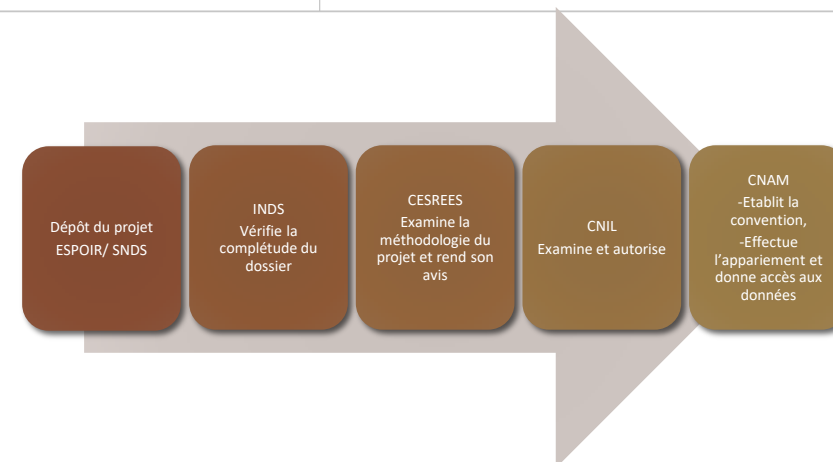 Dépôt du projet
ESPOIR/ SNDS
INDS
Vérifie la
complétude du
dossier
CESREES
Examine la
méthodologie du
projet et rend son
avis
CNIL
Examine et autorise
CNAM
-Etablit la
convention,
-Effectue
l'appariement et
donne accès aux
données